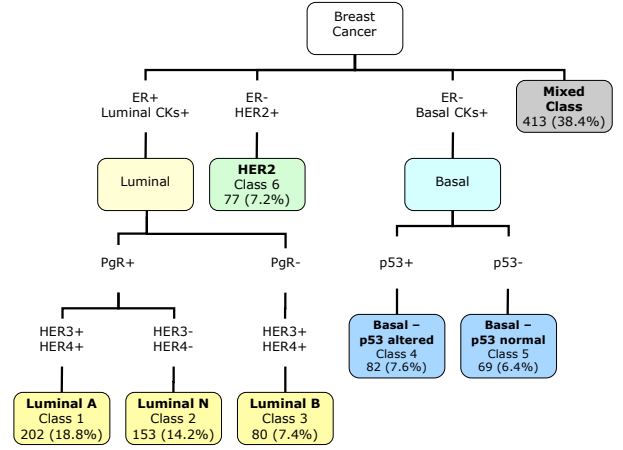 Breast
Cancer
ER+
Luminal CKs+
ER-
HER2+
ER-
Basal CKs+
Mixed
Class
413 (38.4%)
Luminal
HER2
Class 6
77 (7.2%)
Basal
PgR+
PgR-
p53+
p53-
HER3+
HER4+
HER3-
HER4-
HER3+
HER4+
Basal –
p53 altered
Class 4
82 (7.6%)
Basal –
p53 normal
Class 5
69 (6.4%)
Luminal A
Class 1
202 (18.8%)
Luminal N
Class 2
153 (14.2%)
Luminal B
Class 3
80 (7.4%)